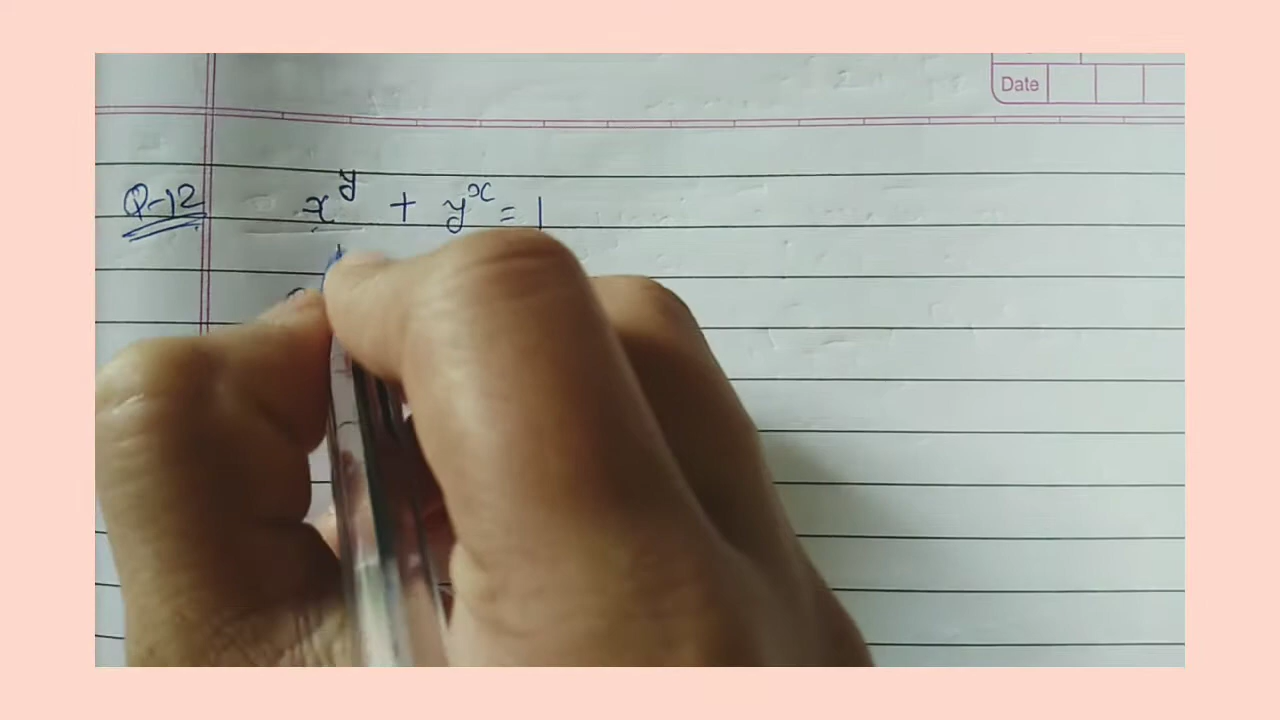 Date
Q-12 x^y + y^x = 1